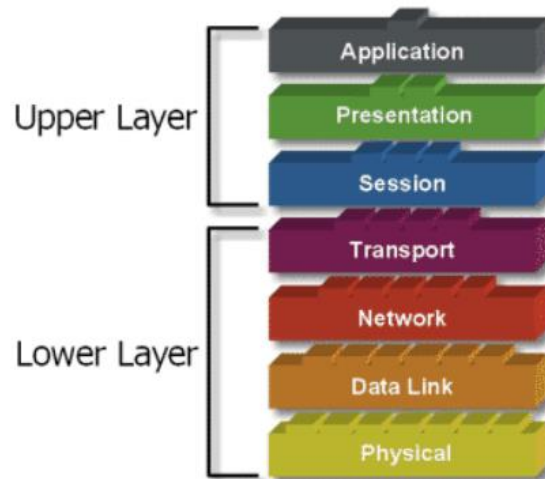 Application
Presentation
Upper Layer
Session
Transport
Network
Lower Layer
Data Link
Physical